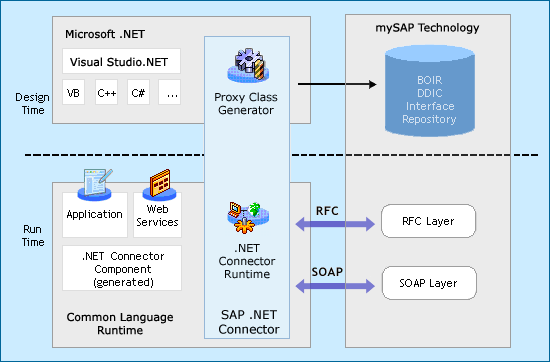 Microsoft .NET
Visual Studio.NET
VB
C++
C#
...
Design
Time
Proxy Class
Generator
mySAP Technology
BOIR
DDIC
Interface
Repository
Run
Time
Application
Web
Services
.NET Connector
Component
(generated)
Common Language
Runtime
.NET
Connector
Runtime
SAP .NET
Connector
RFC
SOAP
RFC Layer
SOAP Layer